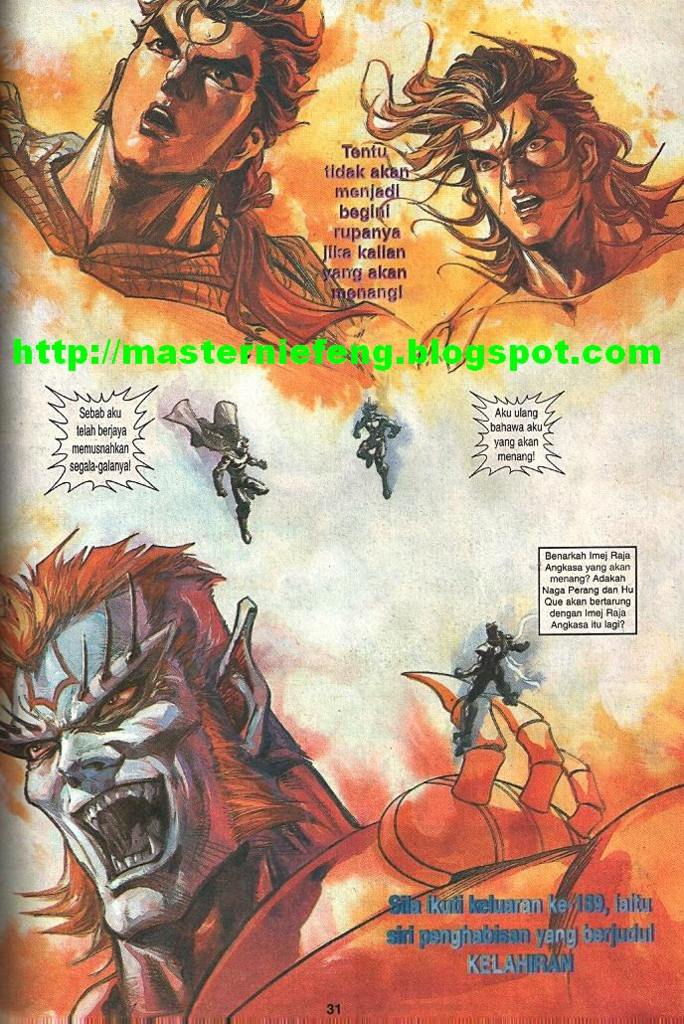 Tentu
tidak akan
menjadi
begini
rupanya
jika kalian
yang akan
menang!
http://masterniefeng.blogspot.com
Sebab aku
telah berjaya
memusnahkan
segala-galanya!
Aku ulang
bahawa aku
yang akan
menang!
Benarkah Imej Raja
Angkasa yang akan
menang? Adakah
Naga Perang dan Hu
Que akan bertarung
dengan Imej Raja
Angkasa itu lagi?
Sila ikuti keluaran ke 169, iaitu
siri penghabisan yang berjudul
KELAHIRAN
31